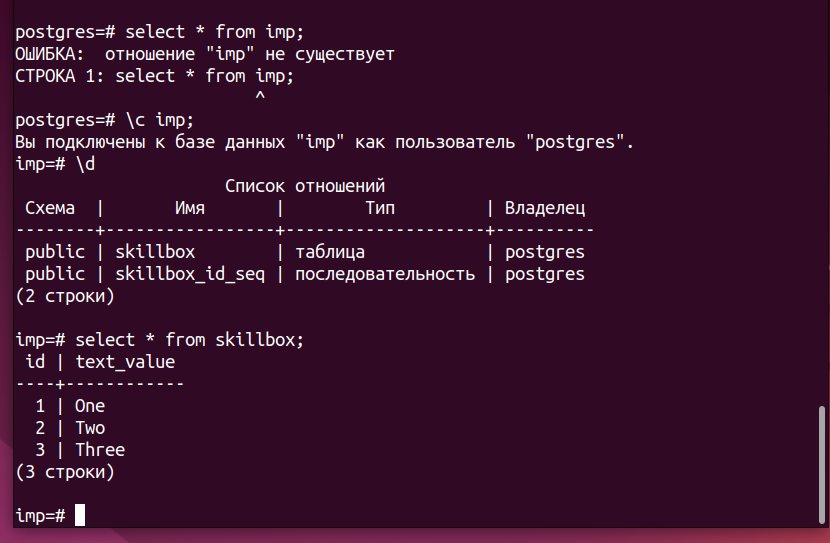 postgres=# select * from imp;
ОШИБКА:  отношение "imp" не существует
СТРОКА 1: select * from imp;
                        ^
postgres=# \c imp;
Вы подключены к базе данных "imp" как пользователь "postgres".
imp=# \d
                     Список отношений
 Схема  |       Имя       |        Тип         | Владелец
--------+-----------------+--------------------+----------
 public | skillbox        | таблица            | postgres
 public | skillbox_id_seq | последовательность | postgres
(2 строки)
imp=# select * from skillbox;
 id | text_value
----+------------
  1 | One
  2 | Two
  3 | Three
(3 строки)
imp=#